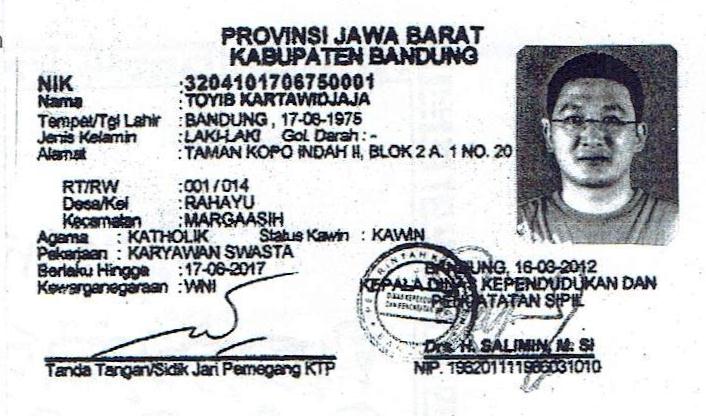 PROVINSI JAWA BARAT
KABUPATEN BANDUNG
NIK :3204101706750001
Nama :TOYIB KARTAWIDJAJA
Tempat/Tgl Lahir :BANDUNG , 17-06-1975
Jenis Kelamin :LAKI-LAKI Gol. Darah : -
Alamat :TAMAN KOPO INDAH II, BLOK 2 A. 1 NO. 20
RT/RW :001 / 014
Desa/Kel :RAHAYU
Kecamatan :MARGAASIH
Agama : KATHOLIK Status Kawin : KAWIN
Pekerjaan : KARYAWAN SWASTA
Berlaku Hingga :17-06-2017
Kewarganegaraan :WNI
BANDUNG, 16-03-2012
KEPALA DINAS KEPENDUDUKAN DAN
PENCATATAN SIPIL
Drs. H. SALIMIN, M. SI
NIP. 196201111986031010
Tanda Tangan/Sidik Jari Pemegang KTP